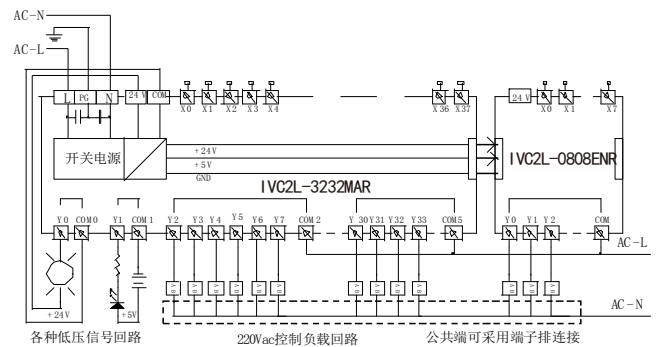 AC-N
AC-L
L PG N 24V COM X0 X1 X2 X3 X4 X36 X37
24V X0 X1 X7
开关电源
+24V
+5V
GND
IVC2L-3232MAR
IVC2L-0808ENR
Y0 COM0 Y1 COM1 Y2 Y3 Y4 Y5 Y6 Y7 COM2 Y30 Y31 Y32 Y33 COM5
Y0 Y1 Y2 COM
AC-L
AC-N
+24V
+5V
各种低压信号回路
220Vac控制负载回路
公共端可采用端子排连接